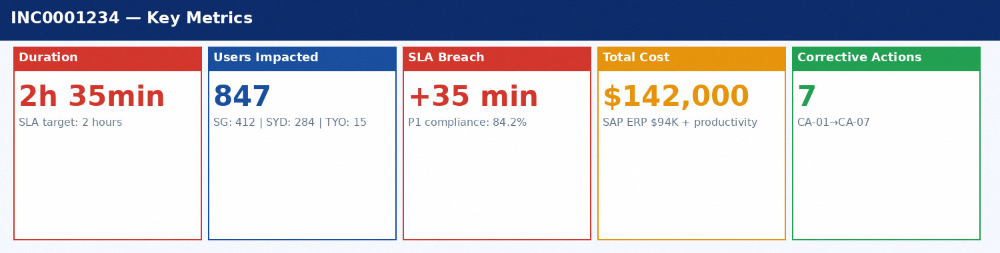 INC0001234 — Key Metrics
Duration
2h 35min
SLA target: 2 hours
Users Impacted
847
SG: 412 | SYD: 284 | TYO: 15
SLA Breach
+35 min
P1 compliance: 84.2%
Total Cost
$142,000
SAP ERP $94K + productivity
Corrective Actions
7
CA-01→CA-07